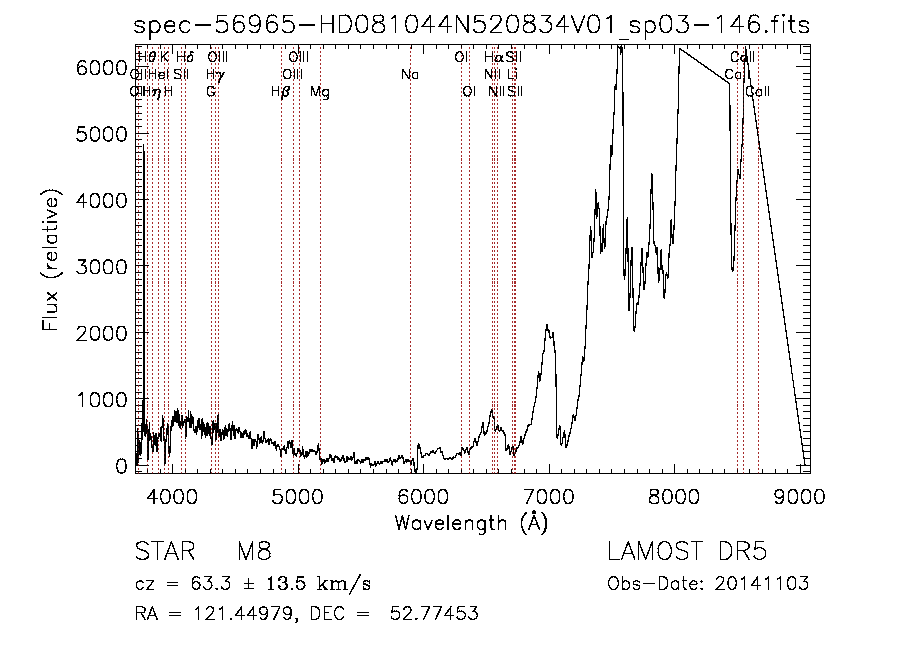 spec-56965-HD081044N520834V01_sp03-146.fits
Hθ K Hδ OIII OIII OI Hα SII CaII
OII HeI SII Hγ OIII Na NII Li CaII
OII Hη H G Hβ Mg OI NII SII CaII
6000
5000
4000
3000
2000
1000
0
Flux (relative)
4000 5000 6000 7000 8000 9000
Wavelength (Å)
STAR M8 LAMOST DR5
cz = 63.3 ± 13.5 km/s Obs-Date: 20141103
RA = 121.44979, DEC = 52.77453